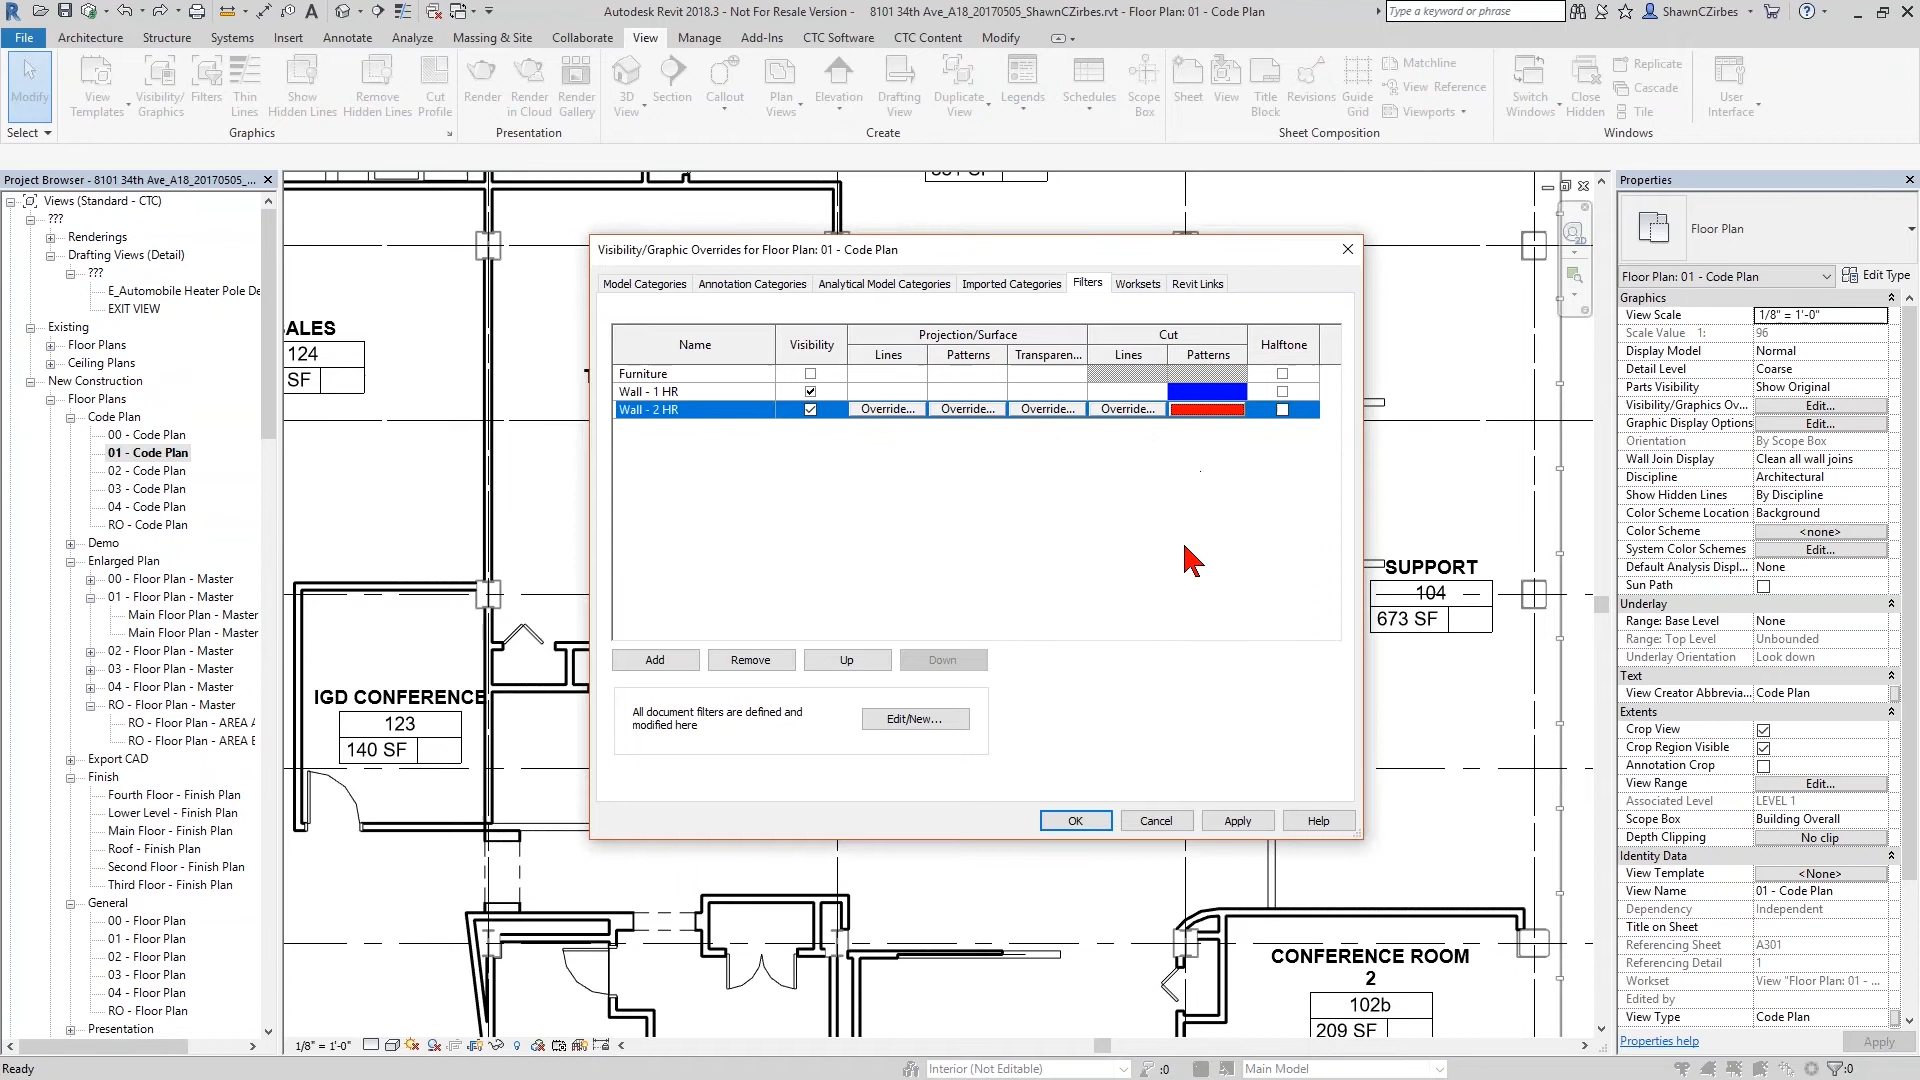 Autodesk Revit 2018.3 - Not For Resale Version - 8101 34th Ave_A18_20170505_ShawnCZirbes.rvt - Floor Plan: 01 - Code Plan
Type a keyword or phrase
ShawnCZirbes
File Architecture Structure Systems Insert Annotate Analyze Massing & Site Collaborate View Manage Add-Ins CTC Software CTC Content Modify
Modify
View Templates
Visibility/ Graphics
Filters
Thin Lines
Show Hidden Lines
Remove Hidden Lines
Cut Profile
Render
Render in Cloud
Render Gallery
3D View
Section
Callout
Plan Views
Elevation
Drafting View
Duplicate View
Legends
Schedules
Scope Box
Sheet
View
Title Block
Revisions
Guide Grid
Matchline
View Reference
Viewports
Switch Windows
Close Hidden
Replicate
Cascade
Tile
User Interface
Select Graphics Presentation Create Sheet Composition Windows
Project Browser - 8101 34th Ave_A18_20170505_...
Views (Standard - CTC)
???
Renderings
Drafting Views (Detail)
???
E_Automobile Heater Pole De
EXIT VIEW
Existing
Floor Plans
Ceiling Plans
New Construction
Floor Plans
Code Plan
00 - Code Plan
01 - Code Plan
02 - Code Plan
03 - Code Plan
04 - Code Plan
RO - Code Plan
Demo
Enlarged Plan
00 - Floor Plan - Master
01 - Floor Plan - Master
Main Floor Plan - Master
Main Floor Plan - Master
02 - Floor Plan - Master
03 - Floor Plan - Master
04 - Floor Plan - Master
RO - Floor Plan - Master
RO - Floor Plan - AREA A
RO - Floor Plan - AREA E
Export CAD
Finish
Fourth Floor - Finish Plan
Lower Level - Finish Plan
Main Floor - Finish Plan
Roof - Finish Plan
Second Floor - Finish Plan
Third Floor - Finish Plan
General
00 - Floor Plan
01 - Floor Plan
02 - Floor Plan
03 - Floor Plan
04 - Floor Plan
RO - Floor Plan
Presentation
ALES
124
SF
IGD CONFERENCE
123
140 SF
SUPPORT
104
673 SF
CONFERENCE ROOM
2
102b
209 SF
Visibility/Graphic Overrides for Floor Plan: 01 - Code Plan
Model Categories Annotation Categories Analytical Model Categories Imported Categories Filters Worksets Revit Links
Name Visibility Projection/Surface Cut Halftone
Lines Patterns Transparen... Lines Patterns
Furniture
Wall - 1 HR
Wall - 2 HR Override... Override... Override... Override...
Add Remove Up Down
All document filters are defined and
modified here
Edit/New...
OK Cancel Apply Help
Properties
Floor Plan
Floor Plan: 01 - Code Plan Edit Type
Graphics
View Scale 1/8" = 1'-0"
Scale Value 1: 96
Display Model Normal
Detail Level Coarse
Parts Visibility Show Original
Visibility/Graphics Ov... Edit...
Graphic Display Options Edit...
Orientation By Scope Box
Wall Join Display Clean all wall joins
Discipline Architectural
Show Hidden Lines By Discipline
Color Scheme Location Background
Color Scheme <none>
System Color Schemes Edit...
Default Analysis Displ... None
Sun Path
Underlay
Range: Base Level None
Range: Top Level Unbounded
Underlay Orientation Look down
Text
View Creator Abbrevia... Code Plan
Extents
Crop View
Crop Region Visible
Annotation Crop
View Range Edit...
Associated Level LEVEL 1
Scope Box Building Overall
Depth Clipping No clip
Identity Data
View Template <None>
View Name 01 - Code Plan
Dependency Independent
Title on Sheet
Referencing Sheet A301
Referencing Detail 1
Workset View "Floor Plan: 01 - ...
Edited by
View Type Code Plan
Properties help Apply
1/8" = 1'-0"
Ready
Interior (Not Editable)
:0
Main Model
:0